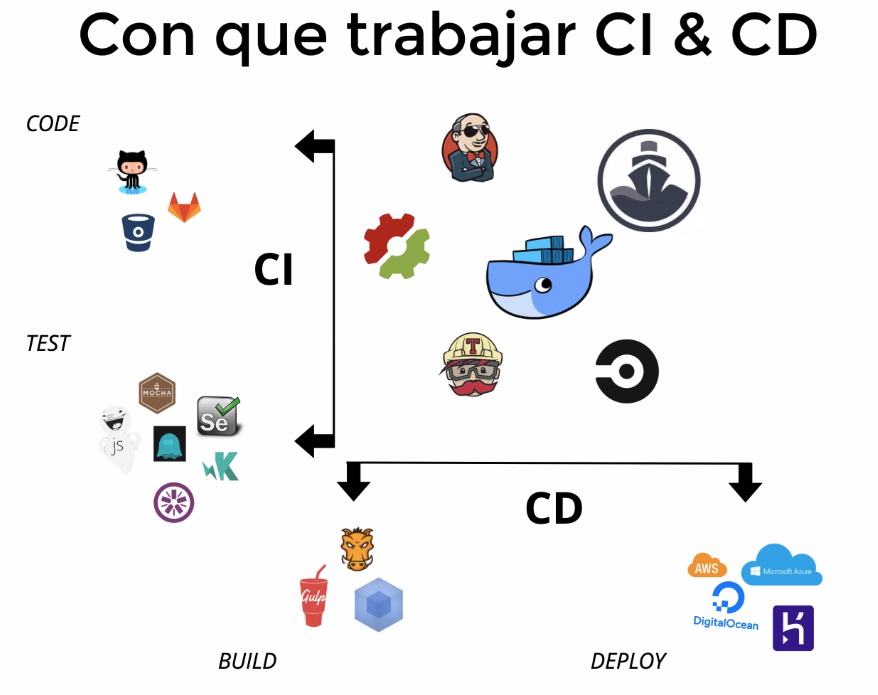 Con que trabajar CI & CD
CODE
CI
T
TEST
MOCHA
Se
js
K
CD
Gulp
AWS
Microsoft Azure
DigitalOcean
BUILD
DEPLOY